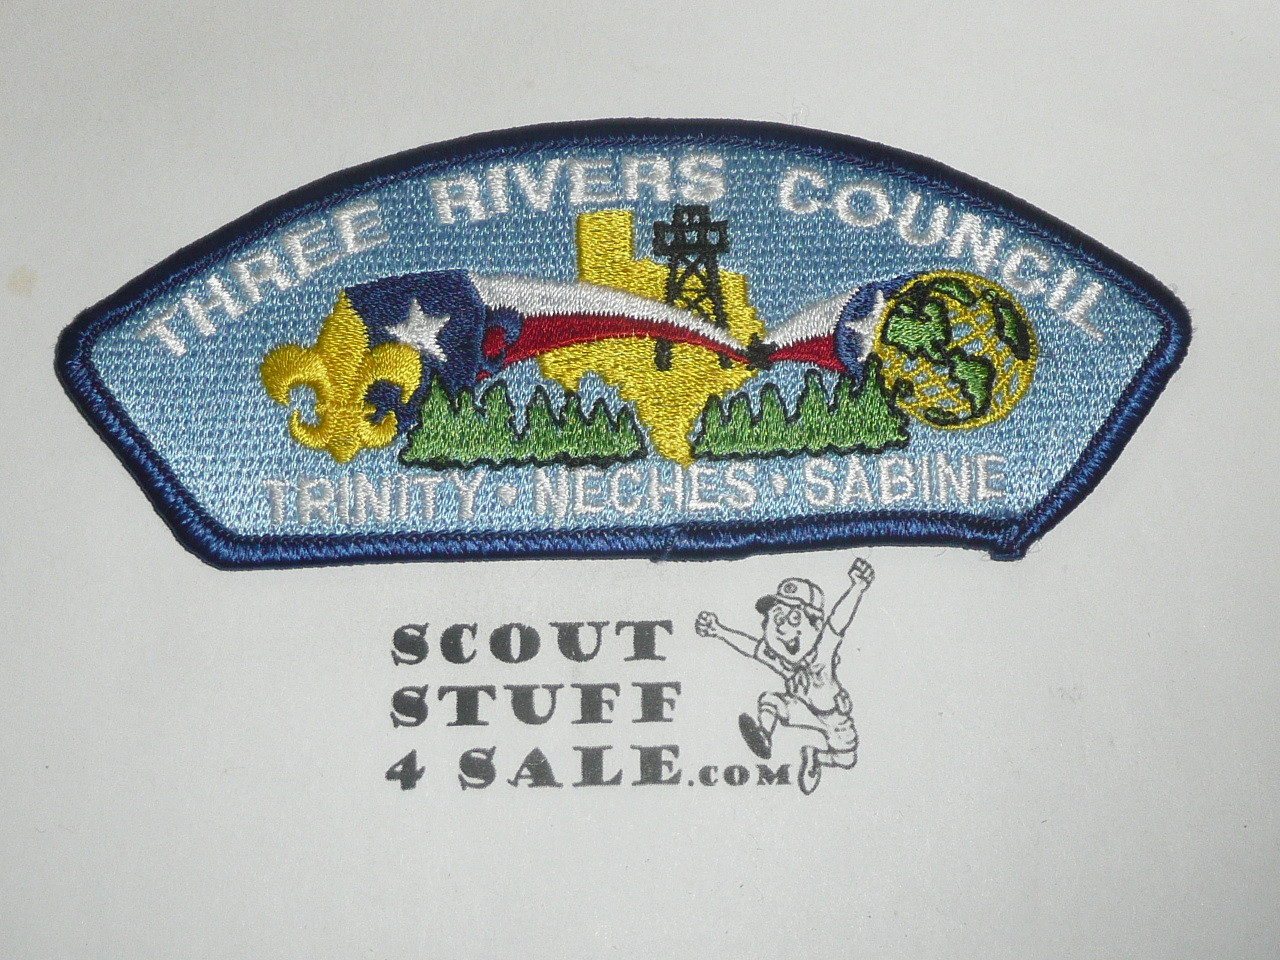 THREE RIVERS COUNCIL
TRINITY • NECHES • SABINE
SCOUT
STUFF
4 SALE.COM